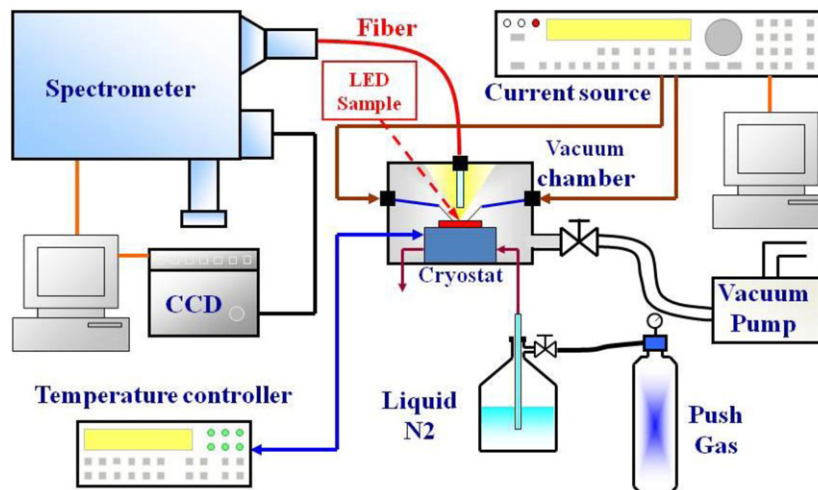 Fiber
Spectrometer
LED
Sample
Current source
Vacuum
chamber
Cryostat
CCD
Vacuum
Pump
Temperature controller
Liquid
N2
Push
Gas